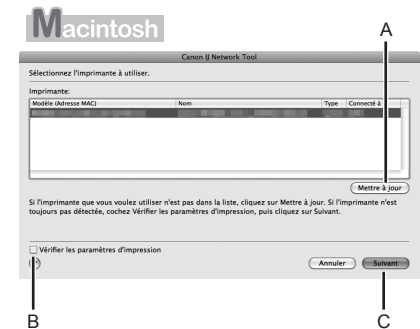 Macintosh
A
Canon IJ Network Tool
Sélectionnez l'imprimante à utiliser.
Imprimante:
Modèle (Adresse MAC) Nom Type Connecté à
Mettre à jour
Si l'imprimante que vous voulez utiliser n'est pas dans la liste, cliquez sur Mettre à jour. Si l'imprimante n'est
toujours pas détectée, cochez Vérifier les paramètres d'impression, puis cliquez sur Suivant.
Vérifier les paramètres d'impression
Annuler Suivant
B C